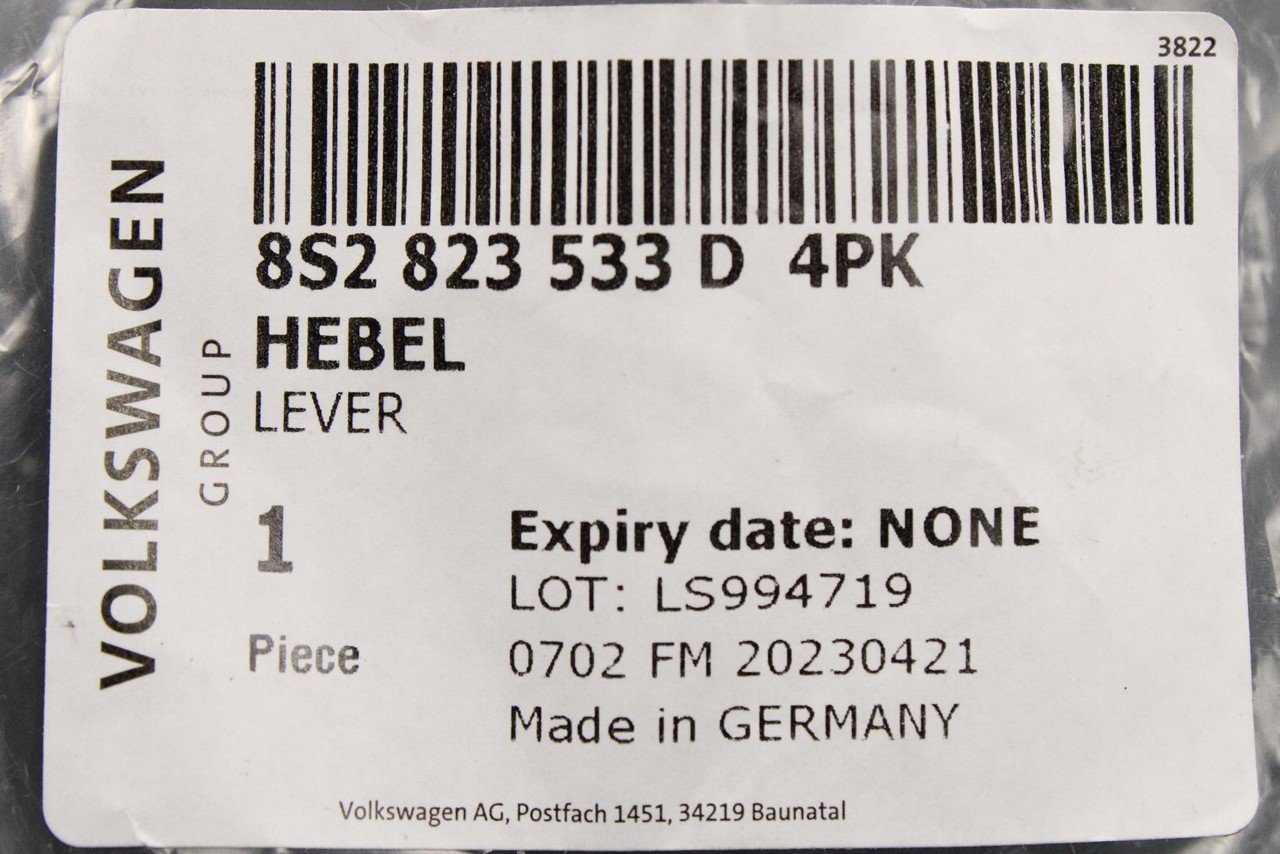 3822
8S2 823 533 D 4PK
HEBEL
LEVER
VOLKSWAGEN
GROUP
1
Piece
Expiry date: NONE
LOT: LS994719
0702 FM 20230421
Made in GERMANY
Volkswagen AG, Postfach 1451, 34219 Baunatal